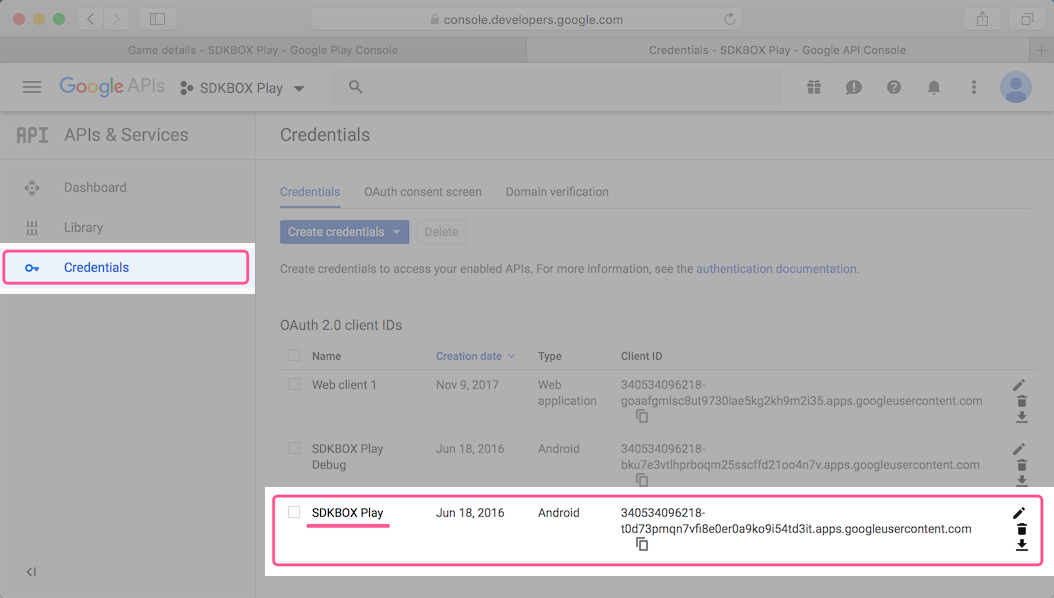 console.developers.google.com
Game details - SDKBOX Play - Google Play Console
Credentials - SDKBOX Play - Google API Console
Google APIs
SDKBOX Play
API
APIs & Services
Credentials
Dashboard
Library
Credentials
Credentials
OAuth consent screen
Domain verification
Create credentials
Delete
Create credentials to access your enabled APIs. For more information, see the authentication documentation.
OAuth 2.0 client IDs
Name
Creation date
Type
Client ID
Web client 1
Nov 9, 2017
Web
application
340534096218-
goaafgmlsc8ut9730lae5kg2kh9m2i35.apps.googleusercontent.com
SDKBOX Play
Debug
Jun 18, 2016
Android
340534096218-
bku7e3vtlhprboqm25sscffd21oo4n7v.apps.googleusercontent.com
SDKBOX Play
Jun 18, 2016
Android
340534096218-
t0d73pmqn7vfi8e0er0a9ko9i54td3it.apps.googleusercontent.com